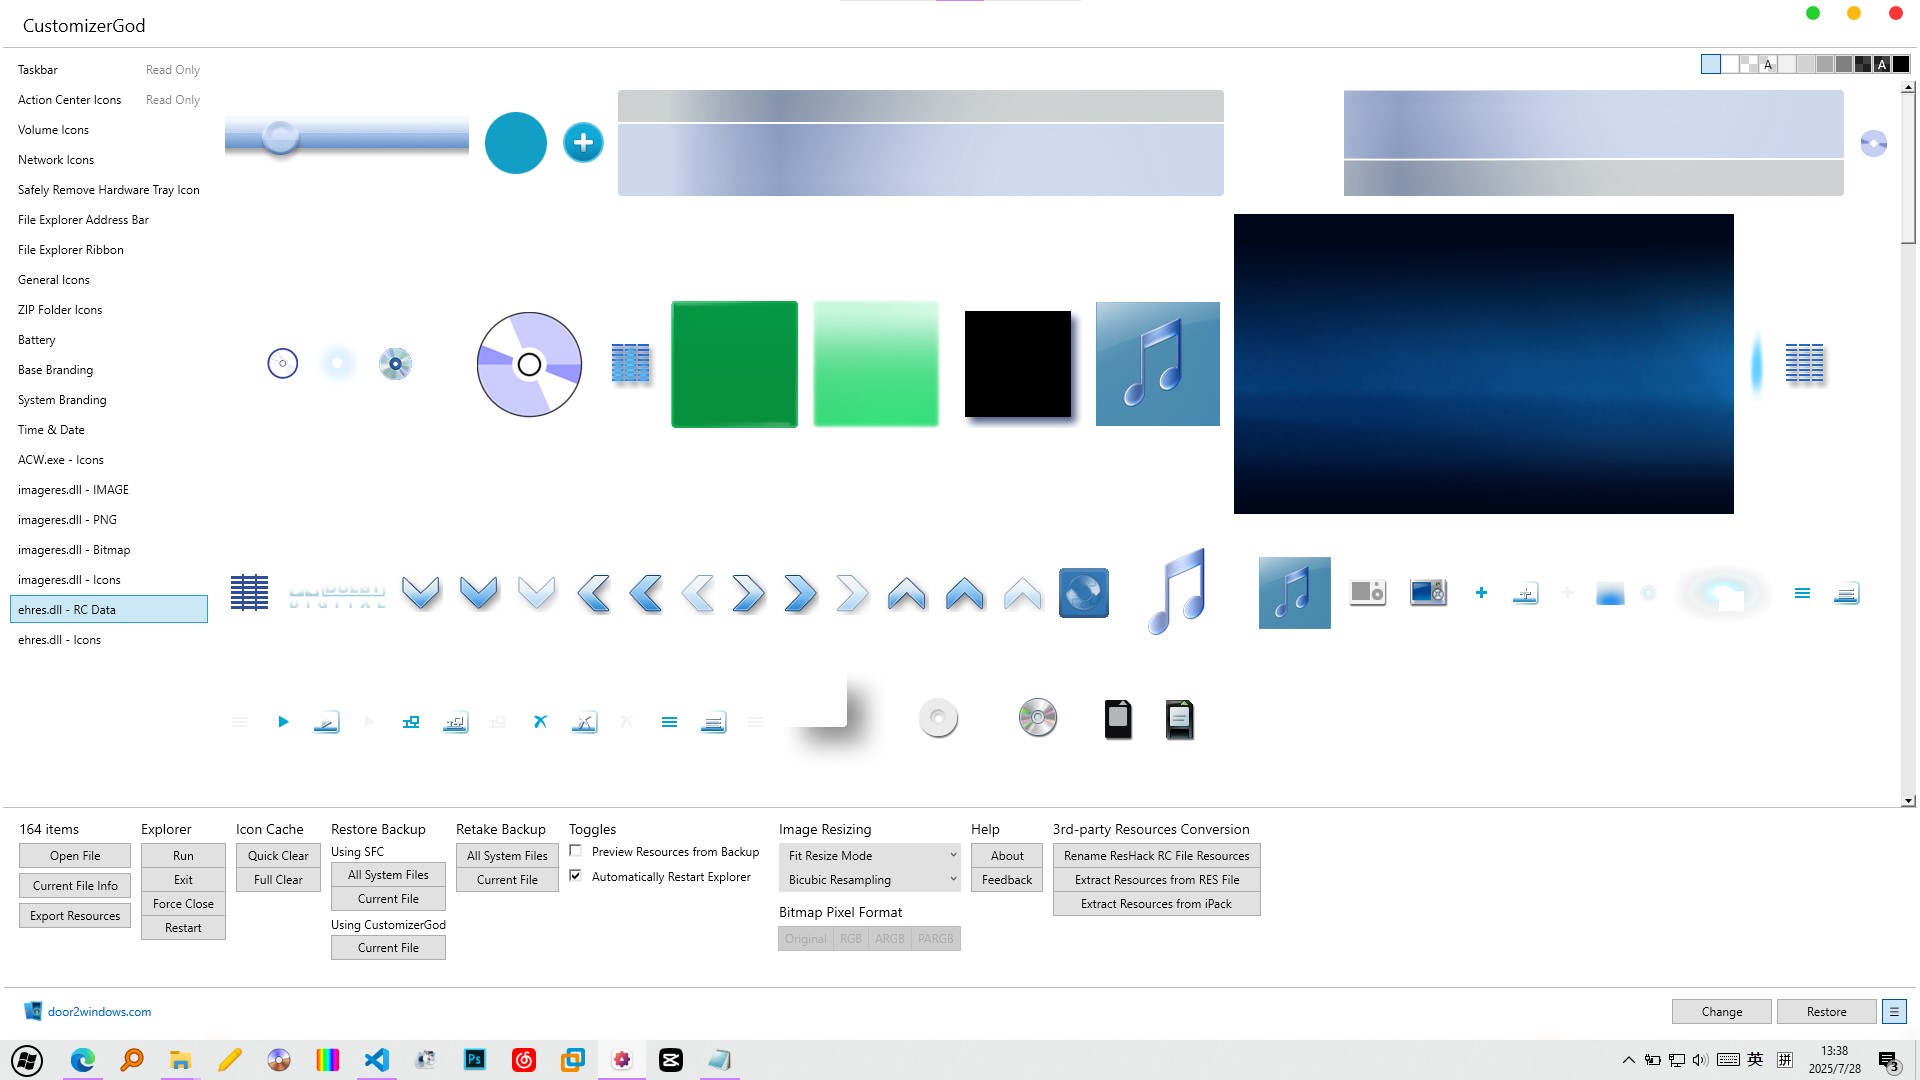 CustomizerGod
Taskbar Read Only
Action Center Icons Read Only
Volume Icons
Network Icons
Safely Remove Hardware Tray Icon
File Explorer Address Bar
File Explorer Ribbon
General Icons
ZIP Folder Icons
Battery
Base Branding
System Branding
Time & Date
ACW.exe - Icons
imageres.dll - IMAGE
imageres.dll - PNG
imageres.dll - Bitmap
imageres.dll - Icons
ehres.dll - RC Data
ehres.dll - Icons
A
A
DIGITAL
164 items
Open File
Current File Info
Export Resources
Explorer
Run
Exit
Force Close
Restart
Icon Cache
Quick Clear
Full Clear
Restore Backup
Using SFC
All System Files
Current File
Using CustomizerGod
Current File
Retake Backup
All System Files
Current File
Toggles
Preview Resources from Backup
Automatically Restart Explorer
Image Resizing
Fit Resize Mode
Bicubic Resampling
Bitmap Pixel Format
Original RGB ARGB PARGB
Help
About
Feedback
3rd-party Resources Conversion
Rename ResHack RC File Resources
Extract Resources from RES File
Extract Resources from iPack
door2windows.com
Change
Restore
Ps
英
拼
13:38
2025/7/28
3